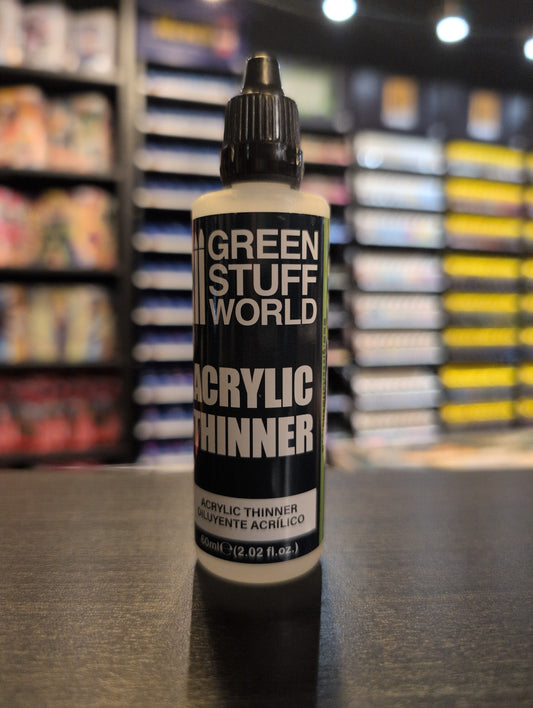 GREEN
STUFF
WORLD
ACRYLIC
THINNER
ACRYLIC THINNER
DILUYENTE ACRÍLICO
60ml℮(2.02 fl.oz.)